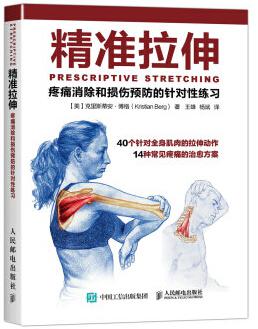 精准拉伸
PRESCRIPTIVE STRETCHING
疼痛消除和损伤预防的针对性练习
【美】克里斯蒂安·博格(Kristian Berg) 著 王雄 杨斌 译
40个针对全身肌肉的拉伸动作
14种常见疼痛的治愈方案
中国工信出版集团
人民邮电出版社
POSTS & TELECOM PRESS
精准拉伸
疼痛消除和损伤预防的针对性练习
人民邮电出版社